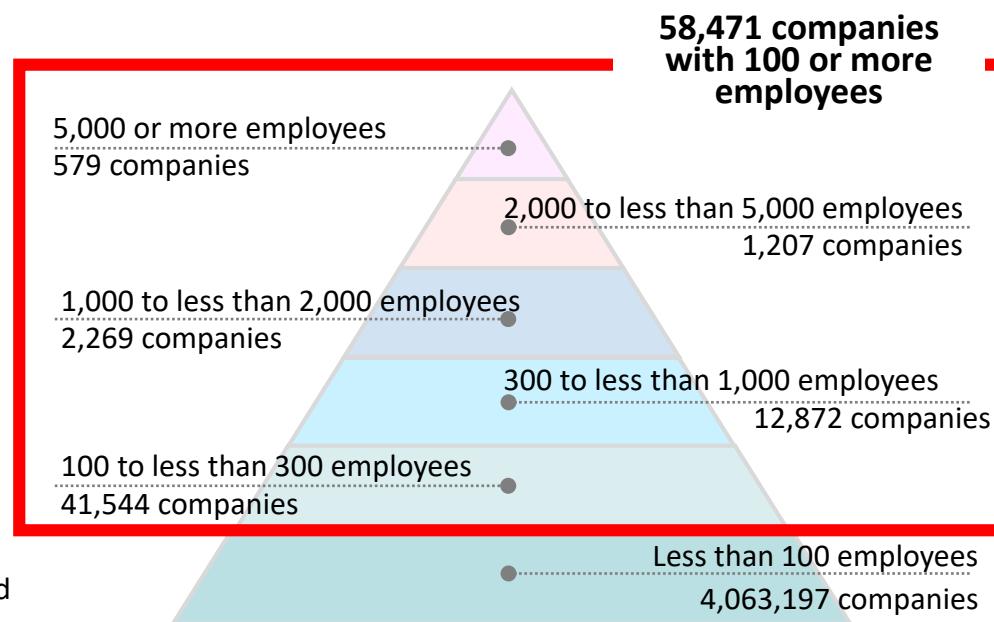 58,471 companies
with 100 or more
employees
5,000 or more employees
579 companies
2,000 to less than 5,000 employees
1,207 companies
1,000 to less than 2,000 employees
2,269 companies
300 to less than 1,000 employees
12,872 companies
100 to less than 300 employees
41,544 companies
Less than 100 employees
4,063,197 companies
d